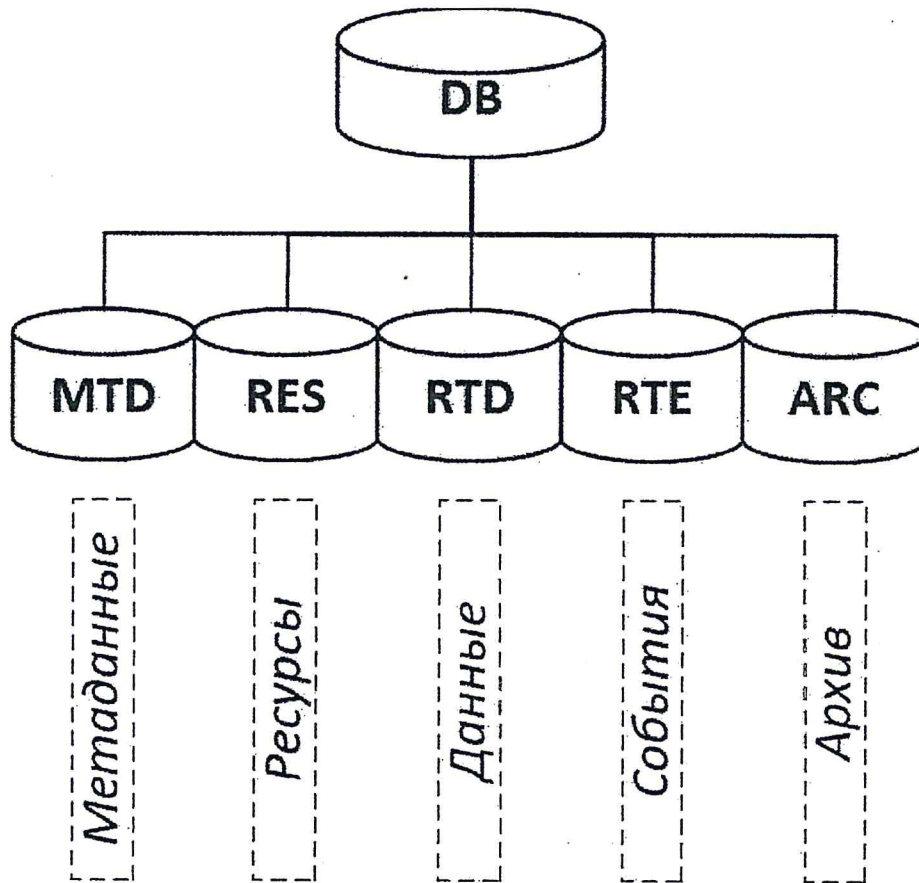 DB
MTD
RES
RTD
RTE
ARC
Метаданные
Ресурсы
Данные
События
Архив